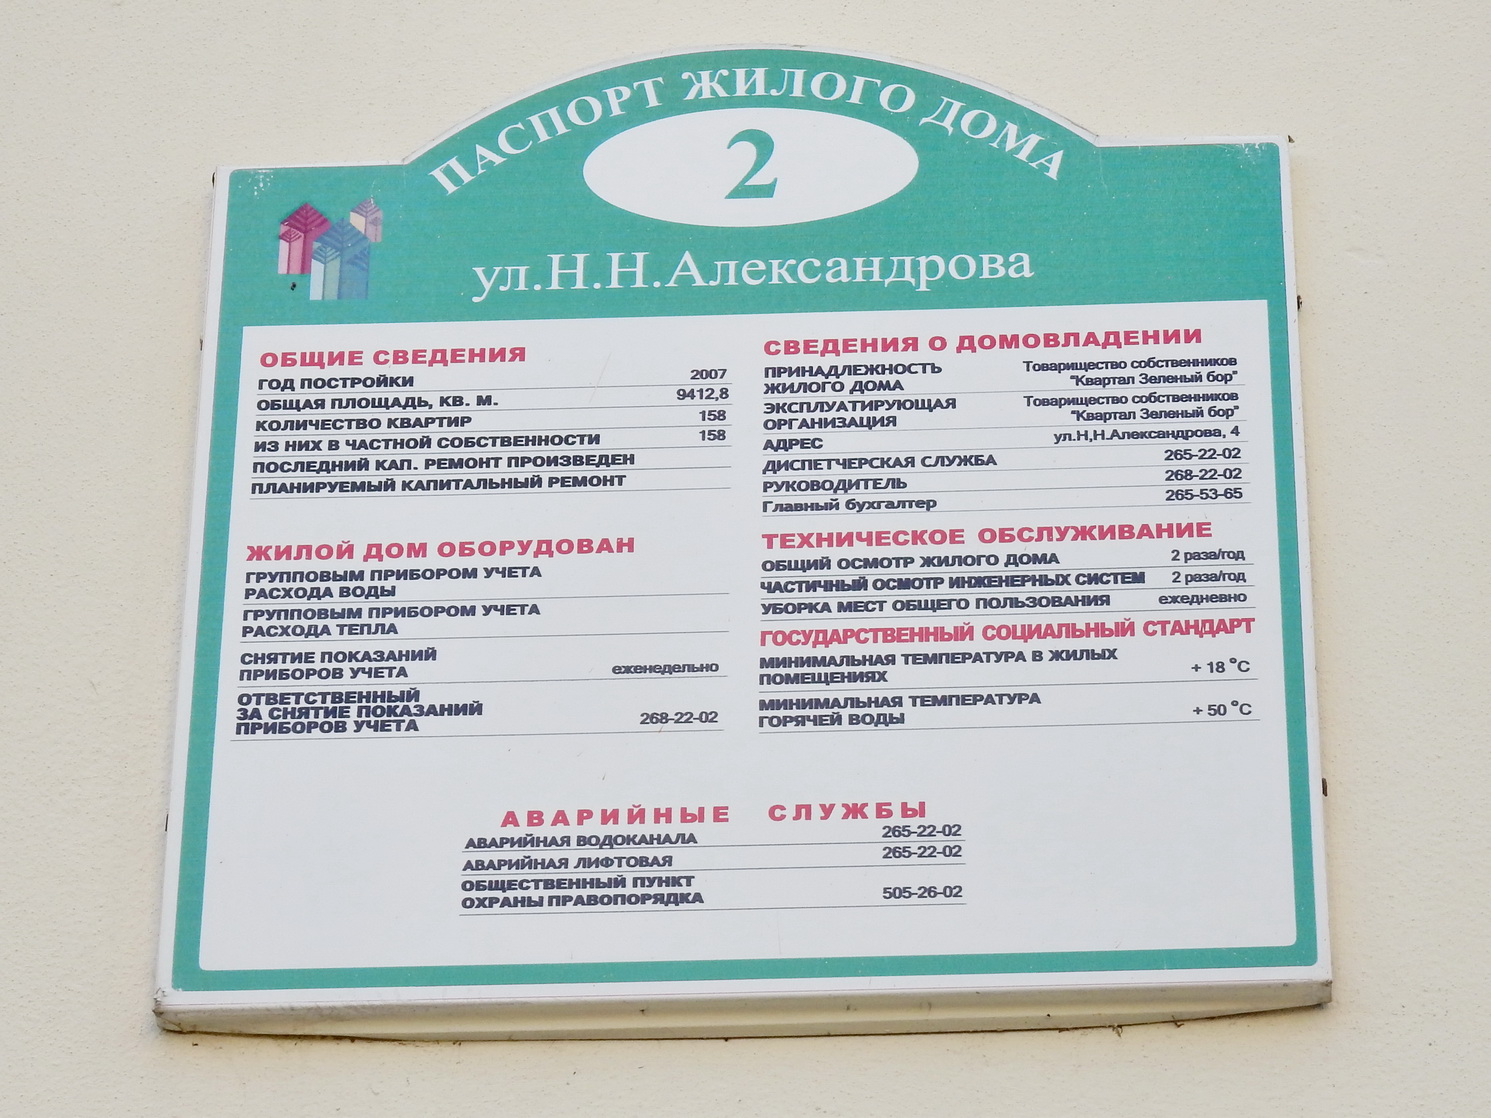 ПАСПОРТ ЖИЛОГО ДОМА
2
ул.Н.Н.Александрова
ОБЩИЕ СВЕДЕНИЯ
ГОД ПОСТРОЙКИ 2007
ОБЩАЯ ПЛОЩАДЬ, КВ. М. 9412,8
КОЛИЧЕСТВО КВАРТИР 158
ИЗ НИХ В ЧАСТНОЙ СОБСТВЕННОСТИ 158
ПОСЛЕДНИЙ КАП. РЕМОНТ ПРОИЗВЕДЕН
ПЛАНИРУЕМЫЙ КАПИТАЛЬНЫЙ РЕМОНТ
ЖИЛОЙ ДОМ ОБОРУДОВАН
ГРУППОВЫМ ПРИБОРОМ УЧЕТА
РАСХОДА ВОДЫ
ГРУППОВЫМ ПРИБОРОМ УЧЕТА
РАСХОДА ТЕПЛА
СНЯТИЕ ПОКАЗАНИЙ
ПРИБОРОВ УЧЕТА еженедельно
ОТВЕТСТВЕННЫЙ
ЗА СНЯТИЕ ПОКАЗАНИЙ
ПРИБОРОВ УЧЕТА 268-22-02
СВЕДЕНИЯ О ДОМОВЛАДЕНИИ
ПРИНАДЛЕЖНОСТЬ Товарищество собственников
ЖИЛОГО ДОМА "Квартал Зеленый бор"
ЭКСПЛУАТИРУЮЩАЯ Товарищество собственников
ОРГАНИЗАЦИЯ "Квартал Зеленый бор"
АДРЕС ул.Н,Н.Александрова, 4
ДИСПЕТЧЕРСКАЯ СЛУЖБА 265-22-02
РУКОВОДИТЕЛЬ 268-22-02
Главный бухгалтер 265-53-65
ТЕХНИЧЕСКОЕ ОБСЛУЖИВАНИЕ
ОБЩИЙ ОСМОТР ЖИЛОГО ДОМА 2 раза/год
ЧАСТИЧНЫЙ ОСМОТР ИНЖЕНЕРНЫХ СИСТЕМ 2 раза/год
УБОРКА МЕСТ ОБЩЕГО ПОЛЬЗОВАНИЯ ежедневно
ГОСУДАРСТВЕННЫЙ СОЦИАЛЬНЫЙ СТАНДАРТ
МИНИМАЛЬНАЯ ТЕМПЕРАТУРА В ЖИЛЫХ
ПОМЕЩЕНИЯХ + 18 °С
МИНИМАЛЬНАЯ ТЕМПЕРАТУРА
ГОРЯЧЕЙ ВОДЫ + 50 °С
АВАРИЙНЫЕ СЛУЖБЫ
АВАРИЙНАЯ ВОДОКАНАЛА 265-22-02
АВАРИЙНАЯ ЛИФТОВАЯ 265-22-02
ОБЩЕСТВЕННЫЙ ПУНКТ
ОХРАНЫ ПРАВОПОРЯДКА 505-26-02